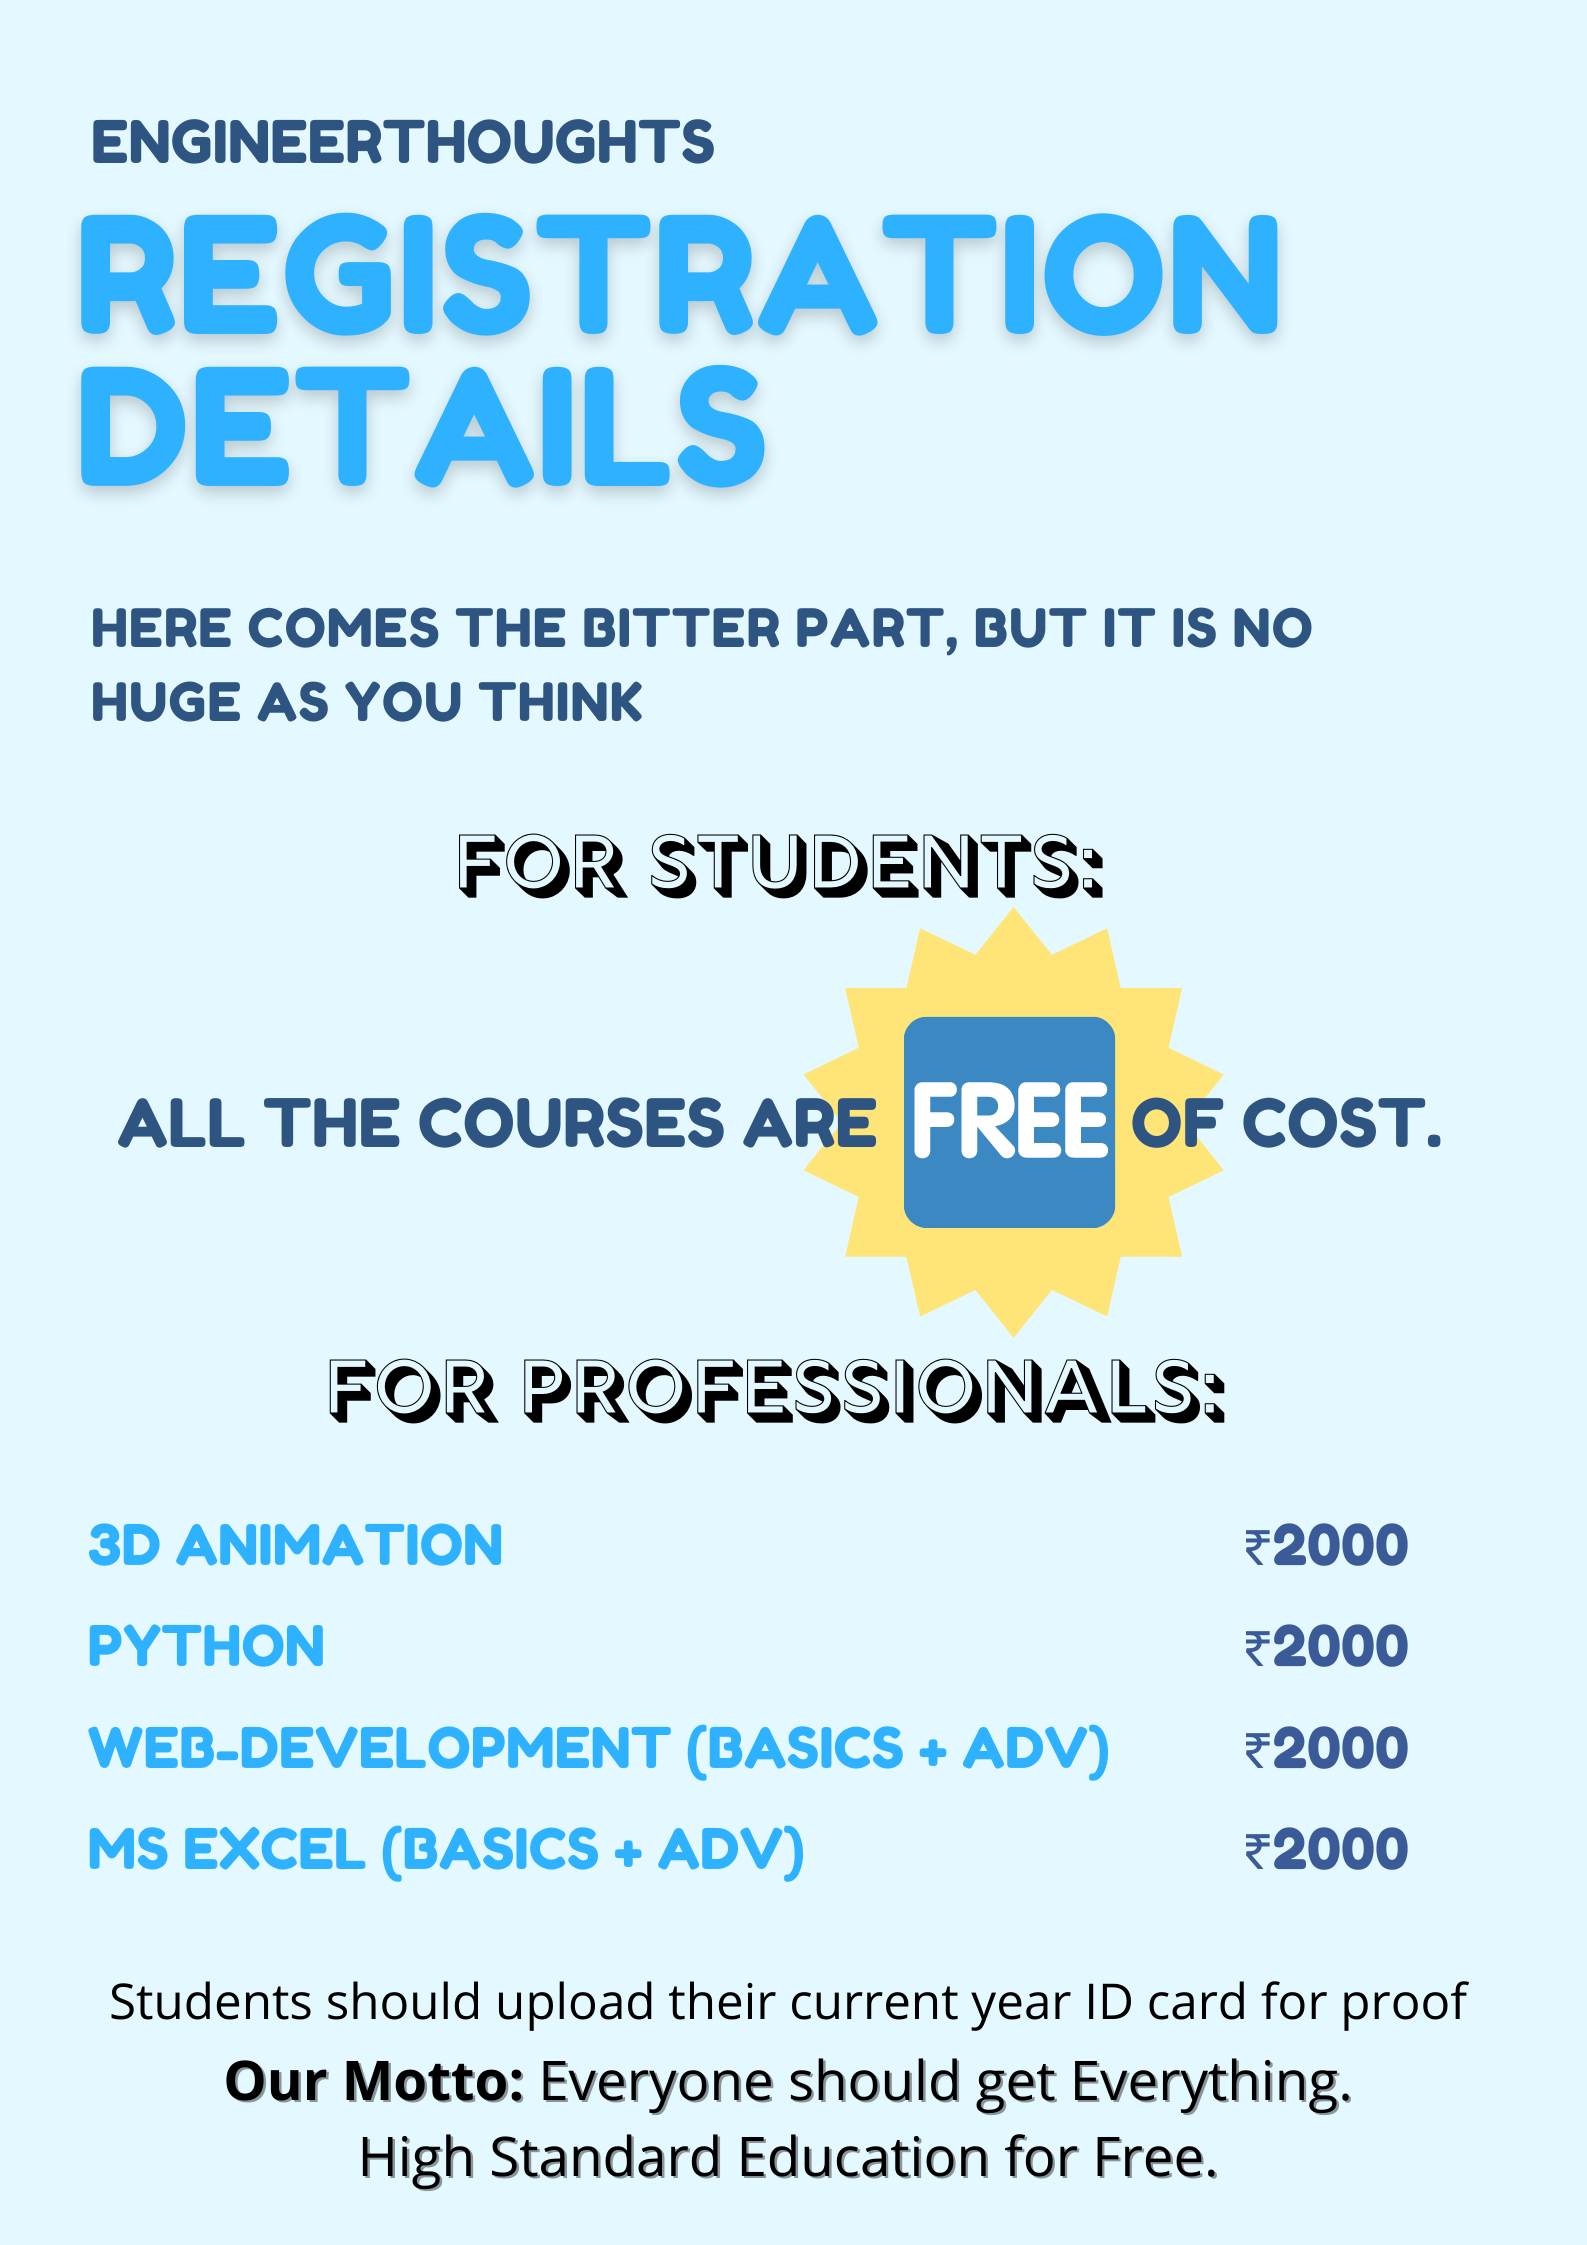 ENGINEERTHOUGHTS
REGISTRATION
DETAILS
HERE COMES THE BITTER PART, BUT IT IS NO
HUGE AS YOU THINK
FOR STUDENTS:
ALL THE COURSES ARE FREE OF COST.
FOR PROFESSIONALS:
3D ANIMATION ₹2000
PYTHON ₹2000
WEB-DEVELOPMENT (BASICS + ADV) ₹2000
MS EXCEL (BASICS + ADV) ₹2000
Students should upload their current year ID card for proof
Our Motto: Everyone should get Everything.
High Standard Education for Free.